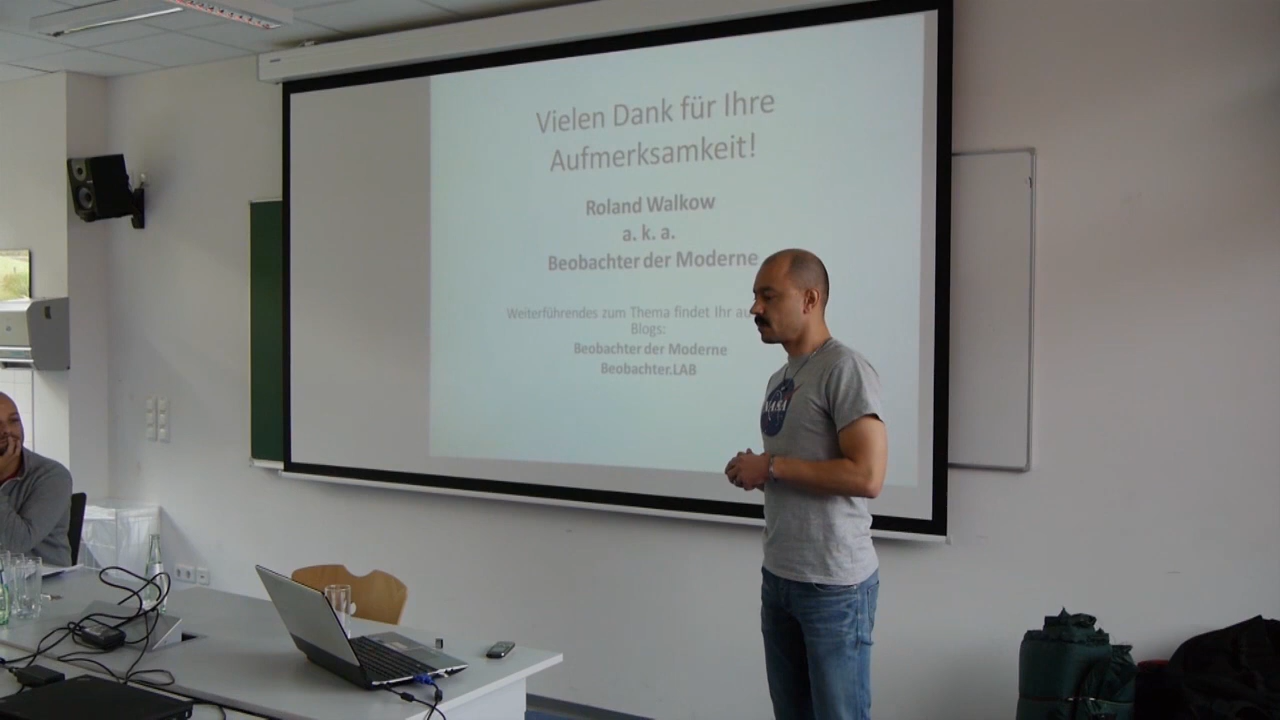 Vielen Dank für Ihre
Aufmerksamkeit!
Roland Walkow
a. k. a.
Beobachter der Moderne
Weiterführendes zum Thema findet Ihr
Blogs:
Beobachter der Moderne
Beobachter.LAB
NASA